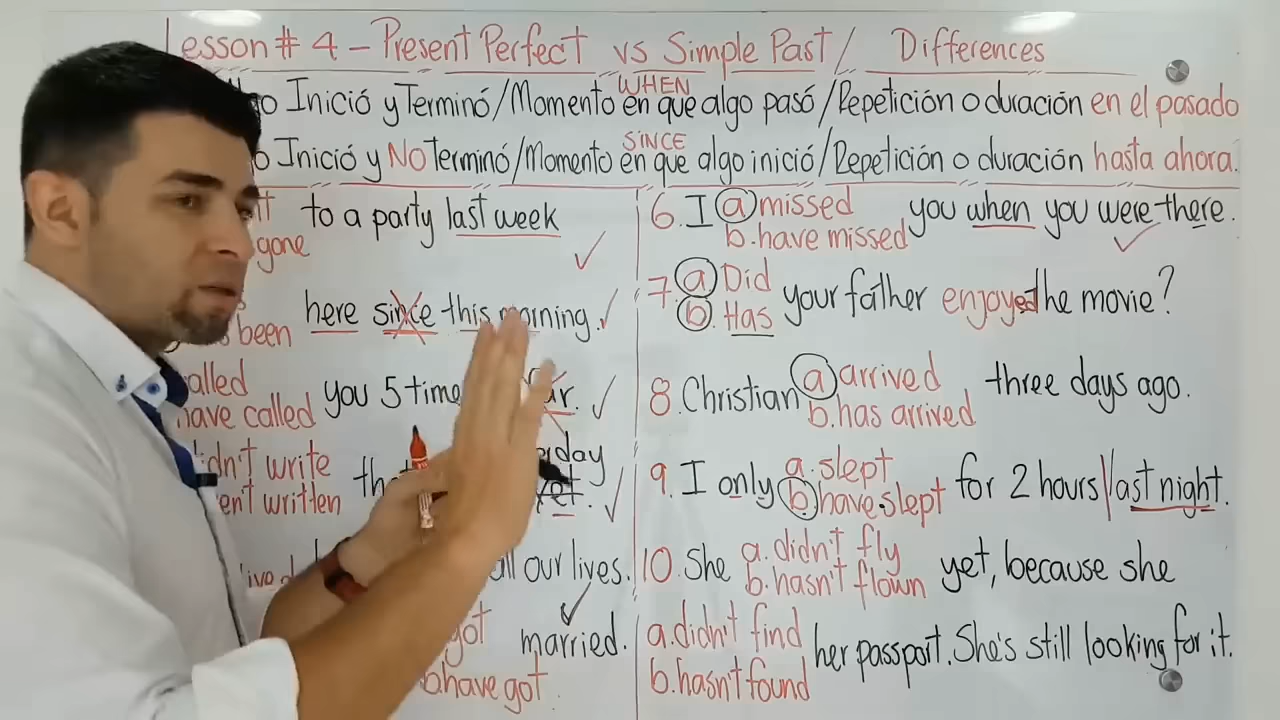 Lesson # 4 - Present Perfect vs Simple Past / Differences
WHEN
Inició y Terminó / Momento en que algo pasó / Repetición o duración en el pasado
SINCE
Inició y NO Terminó / Momento en que algo inició / Repetición o duración hasta ahora.
to a party last week
gone
here since this morning.
been
called
have called
you 5
didn't write
written
yet.
all our lives.
got
married.
b have got
6. I a missed
b. have missed
you when you were there.
7. a Did
b. Has
your father enjoyed the movie?
8. Christian a arrived
b. has arrived
three days ago.
9. I only a. slept
b have slept
for 2 hours last night.
10. She a. didn't fly
b. hasn't flown
yet, because she
a. didn't find
b. hasn't found
her passport. She's still looking for it.